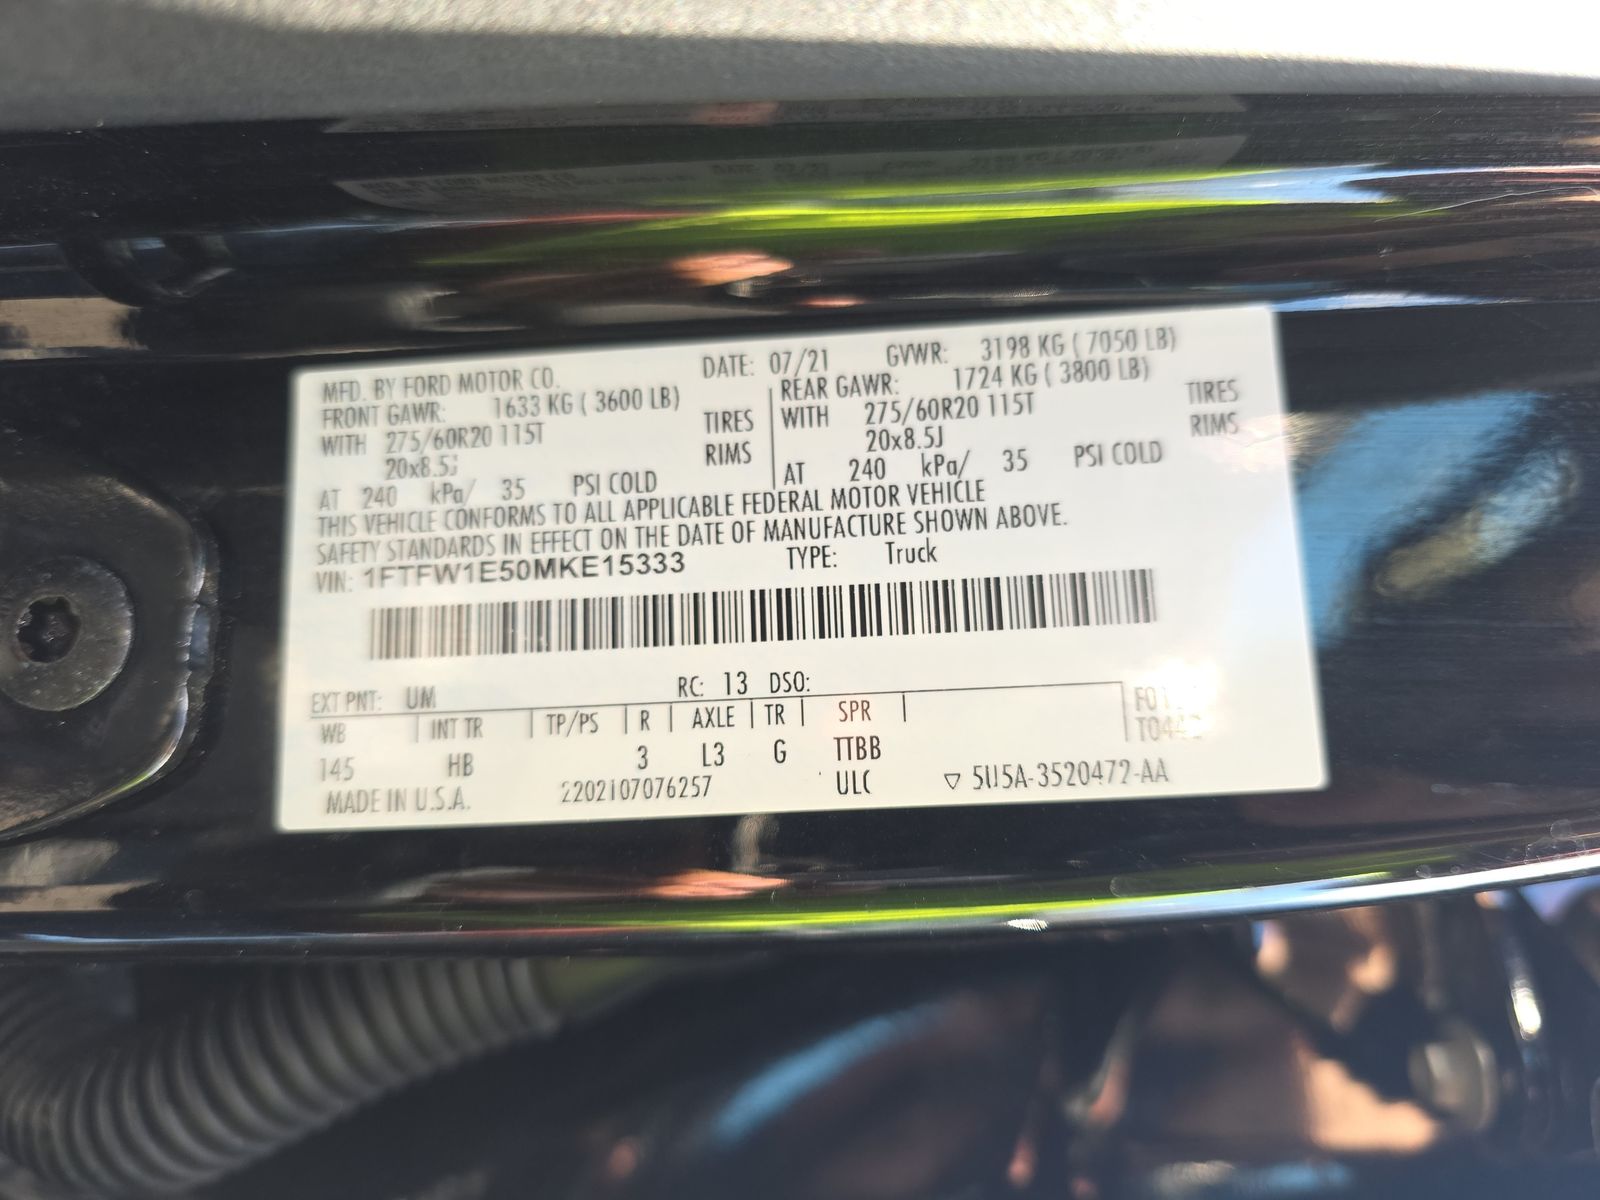 MFD. BY FORD MOTOR CO. DATE: 07/21 GVWR: 3198 KG ( 7050 LB)
FRONT GAWR: 1633 KG ( 3600 LB) REAR GAWR: 1724 KG ( 3800 LB)
WITH 275/60R20 115T TIRES WITH 275/60R20 115T TIRES
20x8.5J RIMS 20x8.5J RIMS
AT 240 kPa/ 35 PSI COLD AT 240 kPa/ 35 PSI COLD
THIS VEHICLE CONFORMS TO ALL APPLICABLE FEDERAL MOTOR VEHICLE
SAFETY STANDARDS IN EFFECT ON THE DATE OF MANUFACTURE SHOWN ABOVE.
VIN: 1FTFW1E50MKE15333 TYPE: Truck
EXT PNT: UM RC: 13 DSO:
WB INT TR TP/PS R AXLE TR SPR
145 HB 3 L3 G TTBB
MADE IN U.S.A. ULC ▽ 5U5A-3520472-AA